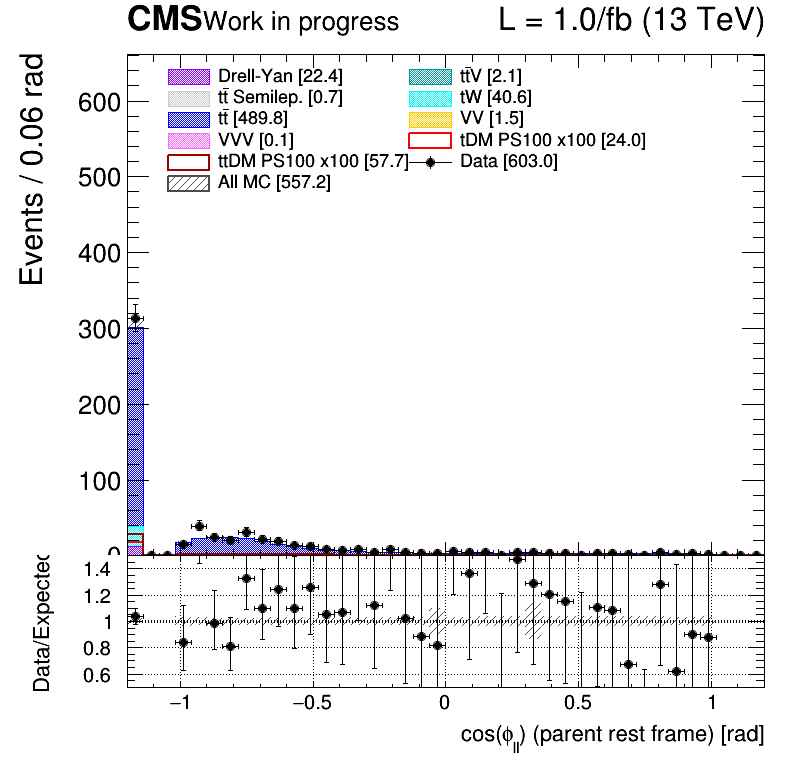 CMS Work in progress L = 1.0/fb (13 TeV)
Events / 0.06 rad
Drell-Yan [22.4] tt̄V [2.1]
tt̄ Semilep. [0.7] tW [40.6]
tt̄ [489.8] VV [1.5]
VVV [0.1] tDM PS100 x100 [24.0]
ttDM PS100 x100 [57.7] Data [603.0]
All MC [557.2]
600
500
400
300
200
100
0
Data/Expected
1.4
1.2
1
0.8
0.6
−1 −0.5 0 0.5 1
cos(ϕ_ll) (parent rest frame) [rad]